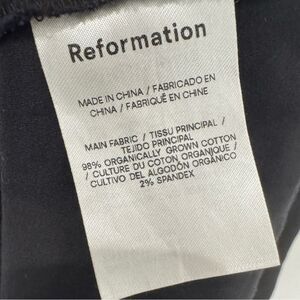 Reformation
MADE IN CHINA / FABRICADO EN
CHINA / FABRIQUÉ EN CHINE
MAIN FABRIC / TISSU PRINCIPAL /
TEJIDO PRINCIPAL
98% ORGANICALLY GROWN COTTON
/ CULTURE DU COTON ORGANIQUE /
CULTIVO DEL ALGODÓN ORGÁNICO
2% SPANDEX